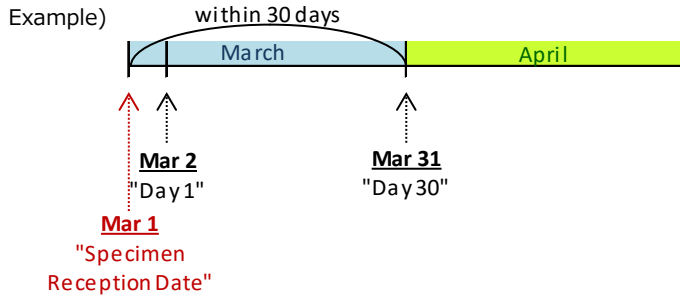 Example)
within 30 days
March
April
Mar 2
"Day 1"
Mar 31
"Day 30"
Mar 1
"Specimen
Reception Date"